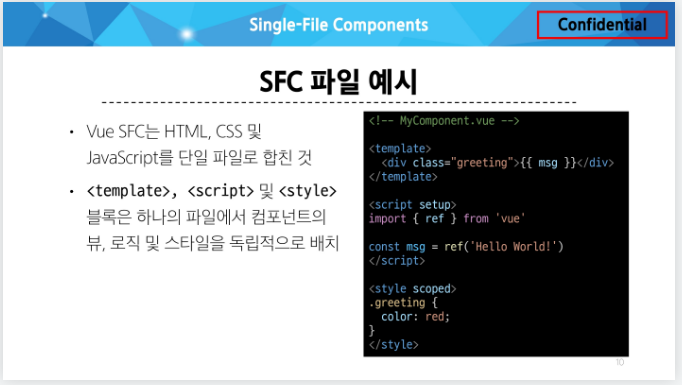 Single-File Components
Confidential
SFC 파일 예시
• Vue SFC는 HTML, CSS 및
JavaScript를 단일 파일로 합친 것
• <template>, <script> 및 <style>
블록은 하나의 파일에서 컴포넌트의
뷰, 로직 및 스타일을 독립적으로 배치
<!-- MyComponent.vue -->
<template>
  <div class="greeting">{{ msg }}</div>
</template>
<script setup>
import { ref } from 'vue'
const msg = ref('Hello World!')
</script>
<style scoped>
.greeting {
  color: red;
}
</style>
10